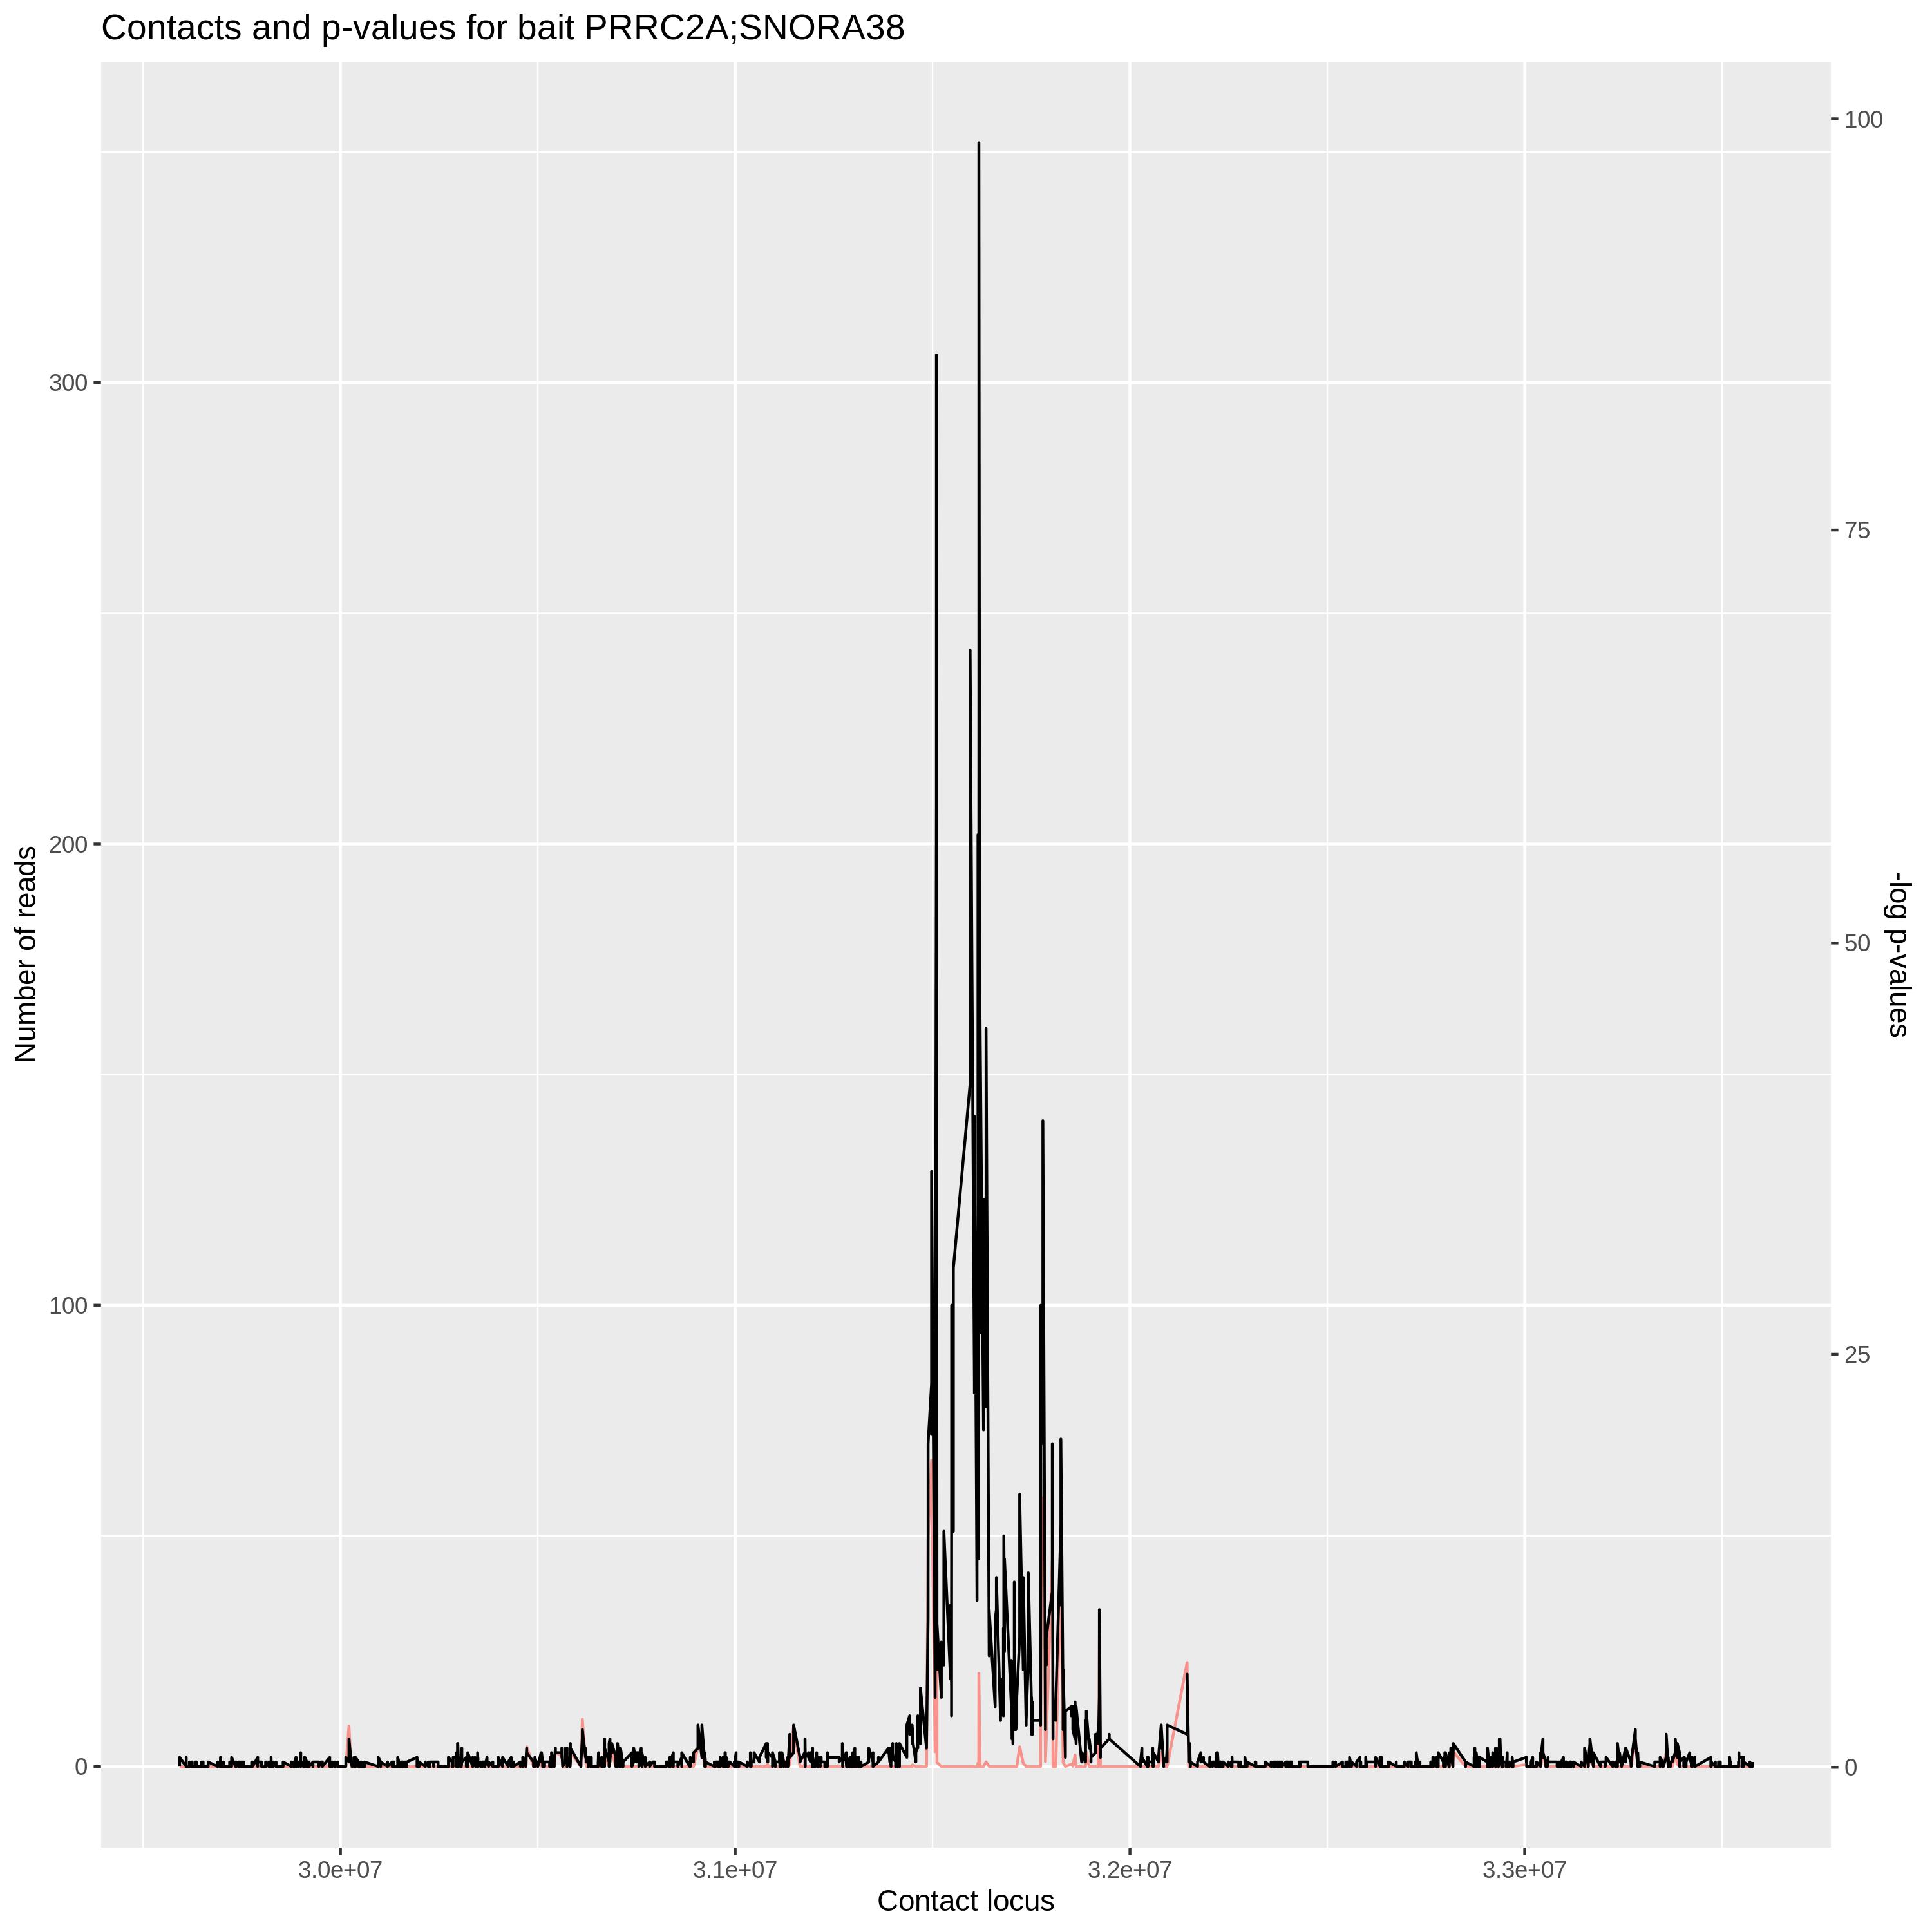 Contacts and p-values for bait PRRC2A;SNORA38
Number of reads
300
200
100
0
100
75
50
25
0
-log p-values
3.0e+07
3.1e+07
3.2e+07
3.3e+07
Contact locus